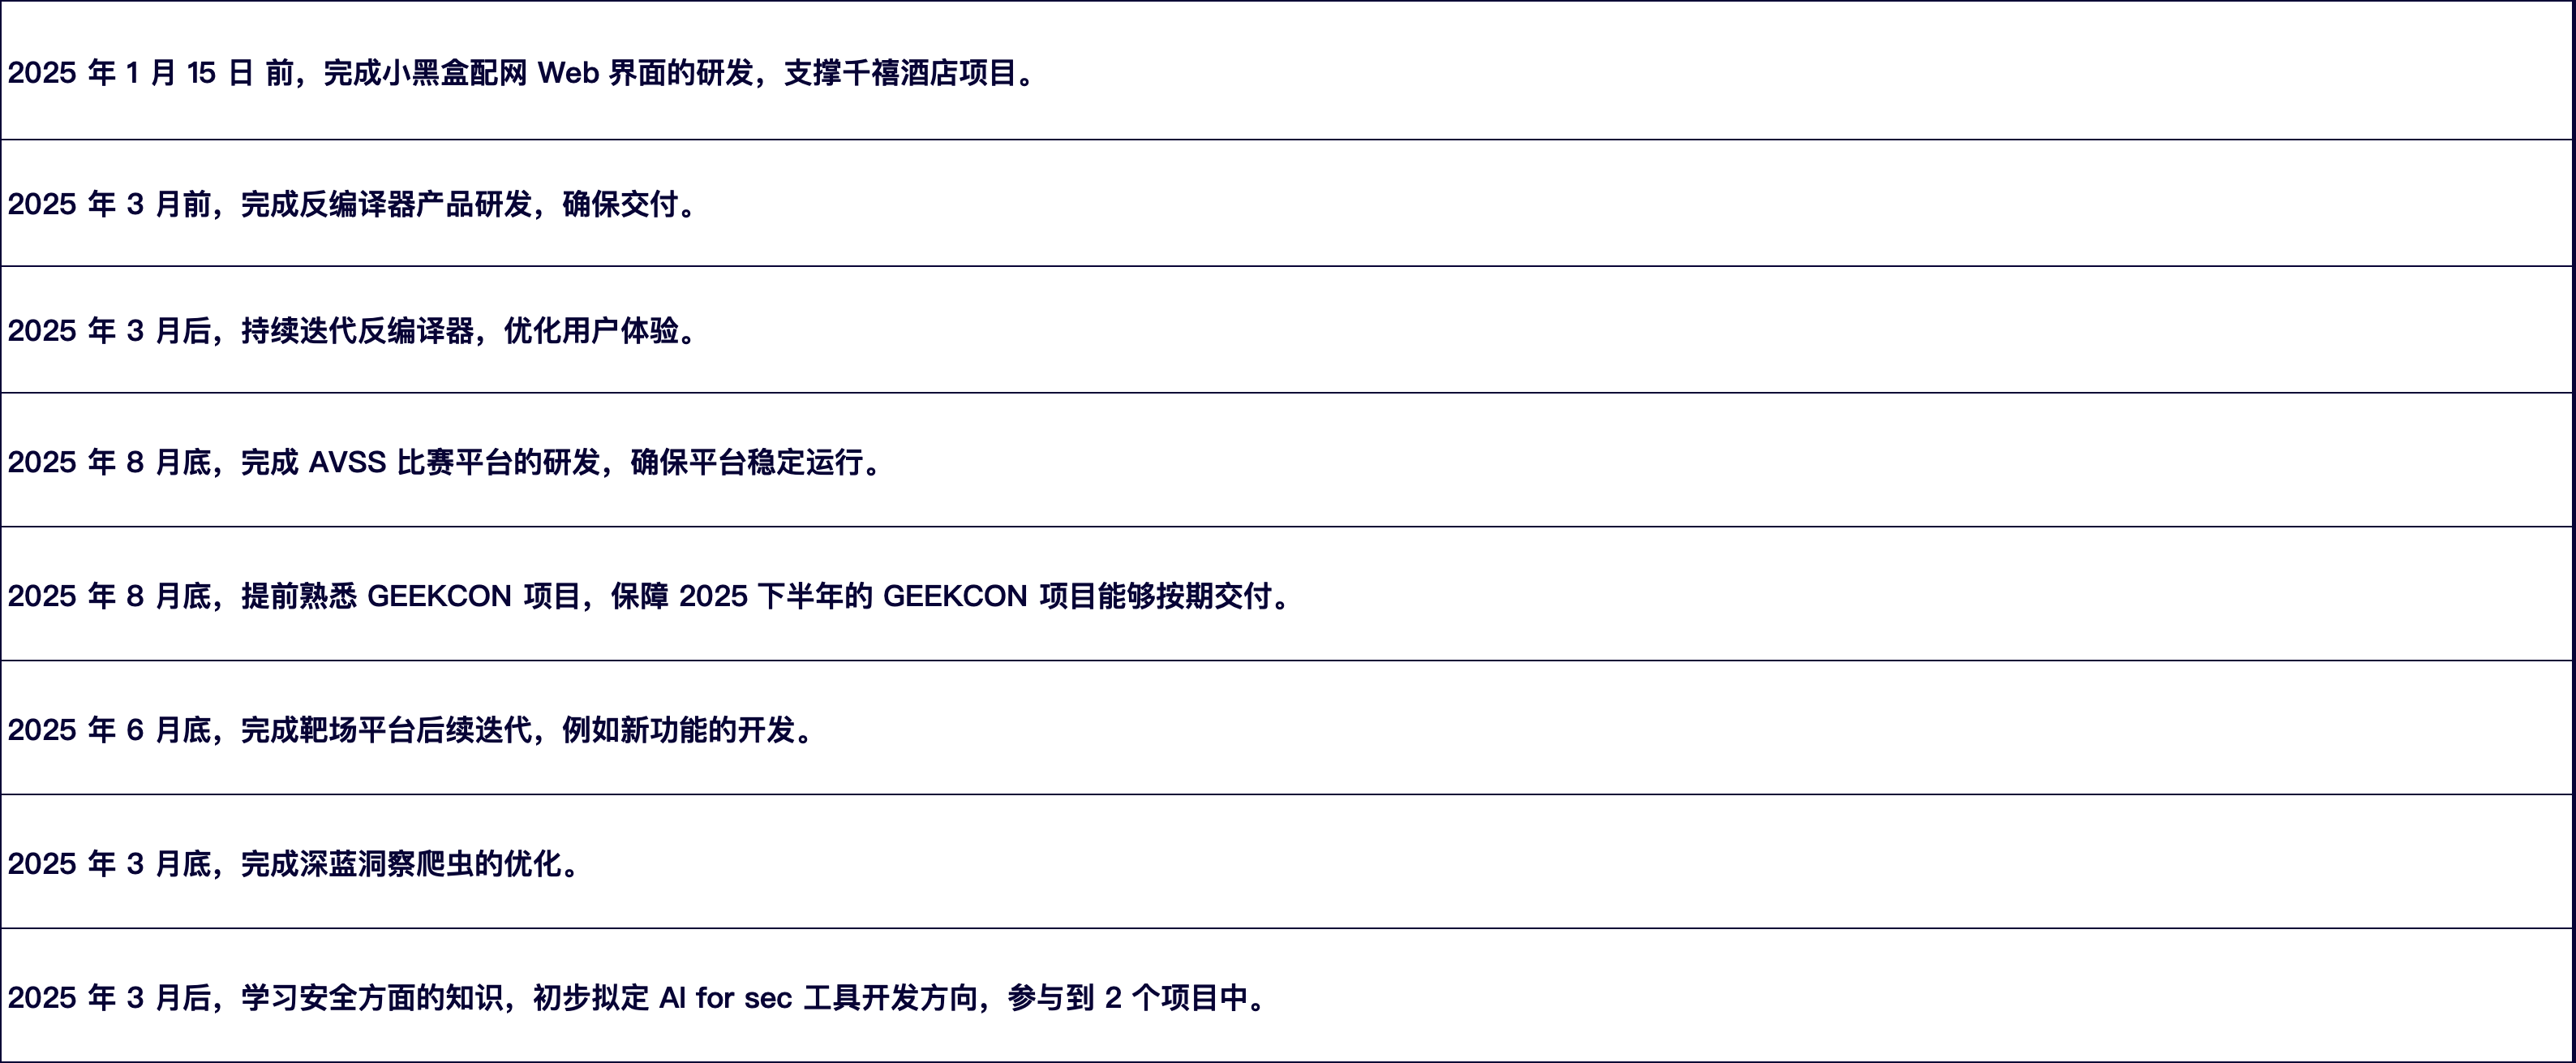 2025 年 1 月 15 日 前，完成小黑盒配网 Web 界面的研发，支撑千禧酒店项目。
2025 年 3 月前，完成反编译器产品研发，确保交付。
2025 年 3 月后，持续迭代反编译器，优化用户体验。
2025 年 8 月底，完成 AVSS 比赛平台的研发，确保平台稳定运行。
2025 年 8 月底，提前熟悉 GEEKCON 项目，保障 2025 下半年的 GEEKCON 项目能够按期交付。
2025 年 6 月底，完成靶场平台后续迭代，例如新功能的开发。
2025 年 3 月底，完成深蓝洞察爬虫的优化。
2025 年 3 月后，学习安全方面的知识，初步拟定 AI for sec 工具开发方向，参与到 2 个项目中。